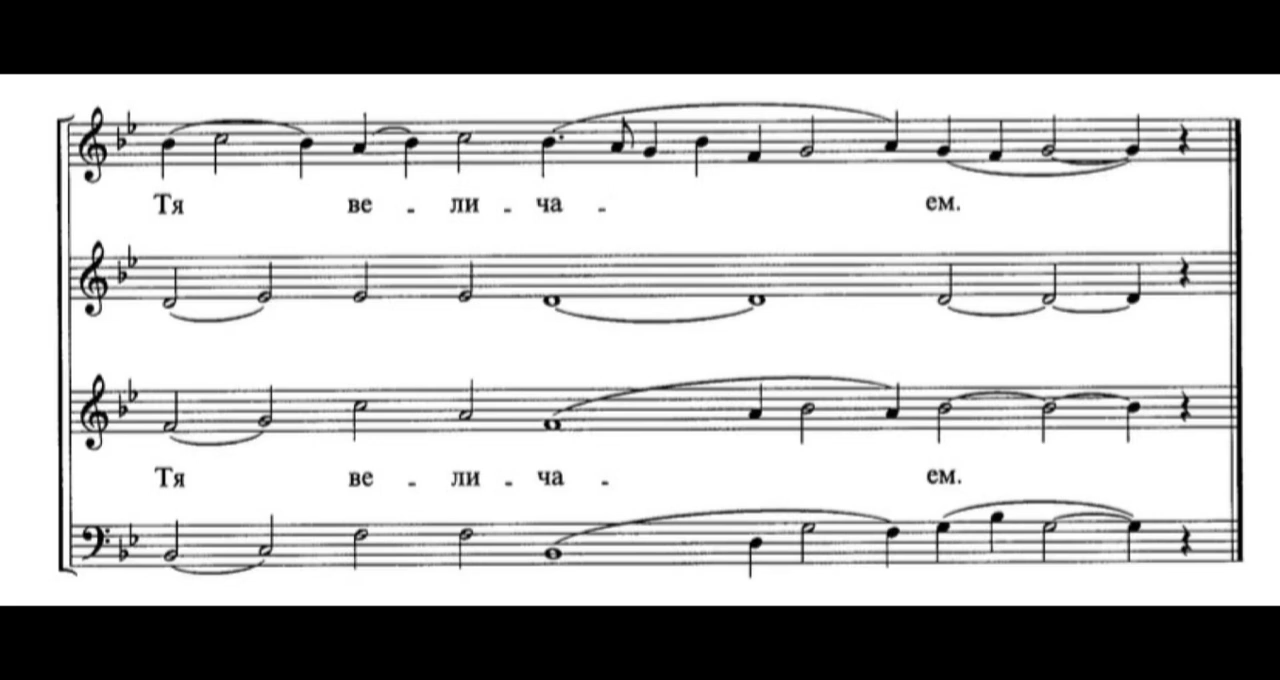 Тя ве - ли - ча - ем.
Тя ве - ли - ча - ем.